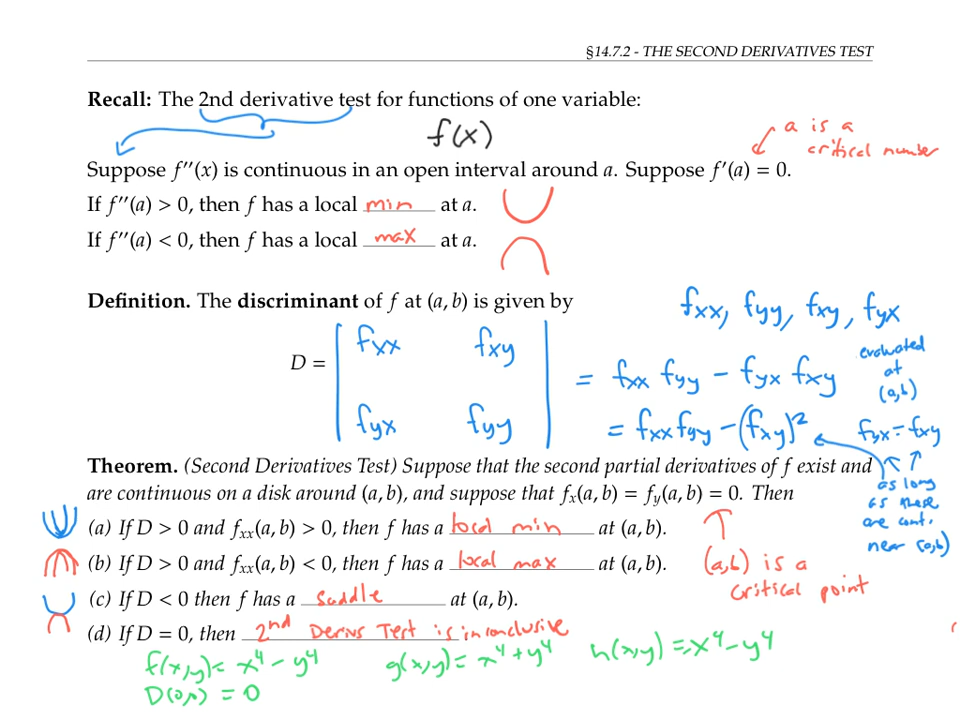 §14.7.2 - THE SECOND DERIVATIVES TEST
Recall: The 2nd derivative test for functions of one variable:
f(x)
a is a
critical number
Suppose f''(x) is continuous in an open interval around a. Suppose f'(a) = 0.
If f''(a) > 0, then f has a local min at a.
If f''(a) < 0, then f has a local max at a.
Definition. The discriminant of f at (a, b) is given by
fxx, fyy, fxy, fyx
evaluated
at
(a,b)
D = | fxx fxy
fyx fyy | = fxx fyy − fyx fxy
= fxx fyy − (fxy)²
fyx = fxy
as long
as these
are cont.
near (a,b)
Theorem. (Second Derivatives Test) Suppose that the second partial derivatives of f exist and
are continuous on a disk around (a, b), and suppose that fx(a, b) = fy(a, b) = 0. Then
(a) If D > 0 and fxx(a, b) > 0, then f has a local min at (a, b).
(b) If D > 0 and fxx(a, b) < 0, then f has a local max at (a, b).
(a,b) is a
critical point
(c) If D < 0 then f has a saddle at (a, b).
(d) If D = 0, then 2nd Derivs Test is inconclusive
f(x,y) = x⁴ − y⁴ g(x,y) = x⁴ + y⁴ h(x,y) = x⁴ − y⁴
D(0,0) = 0